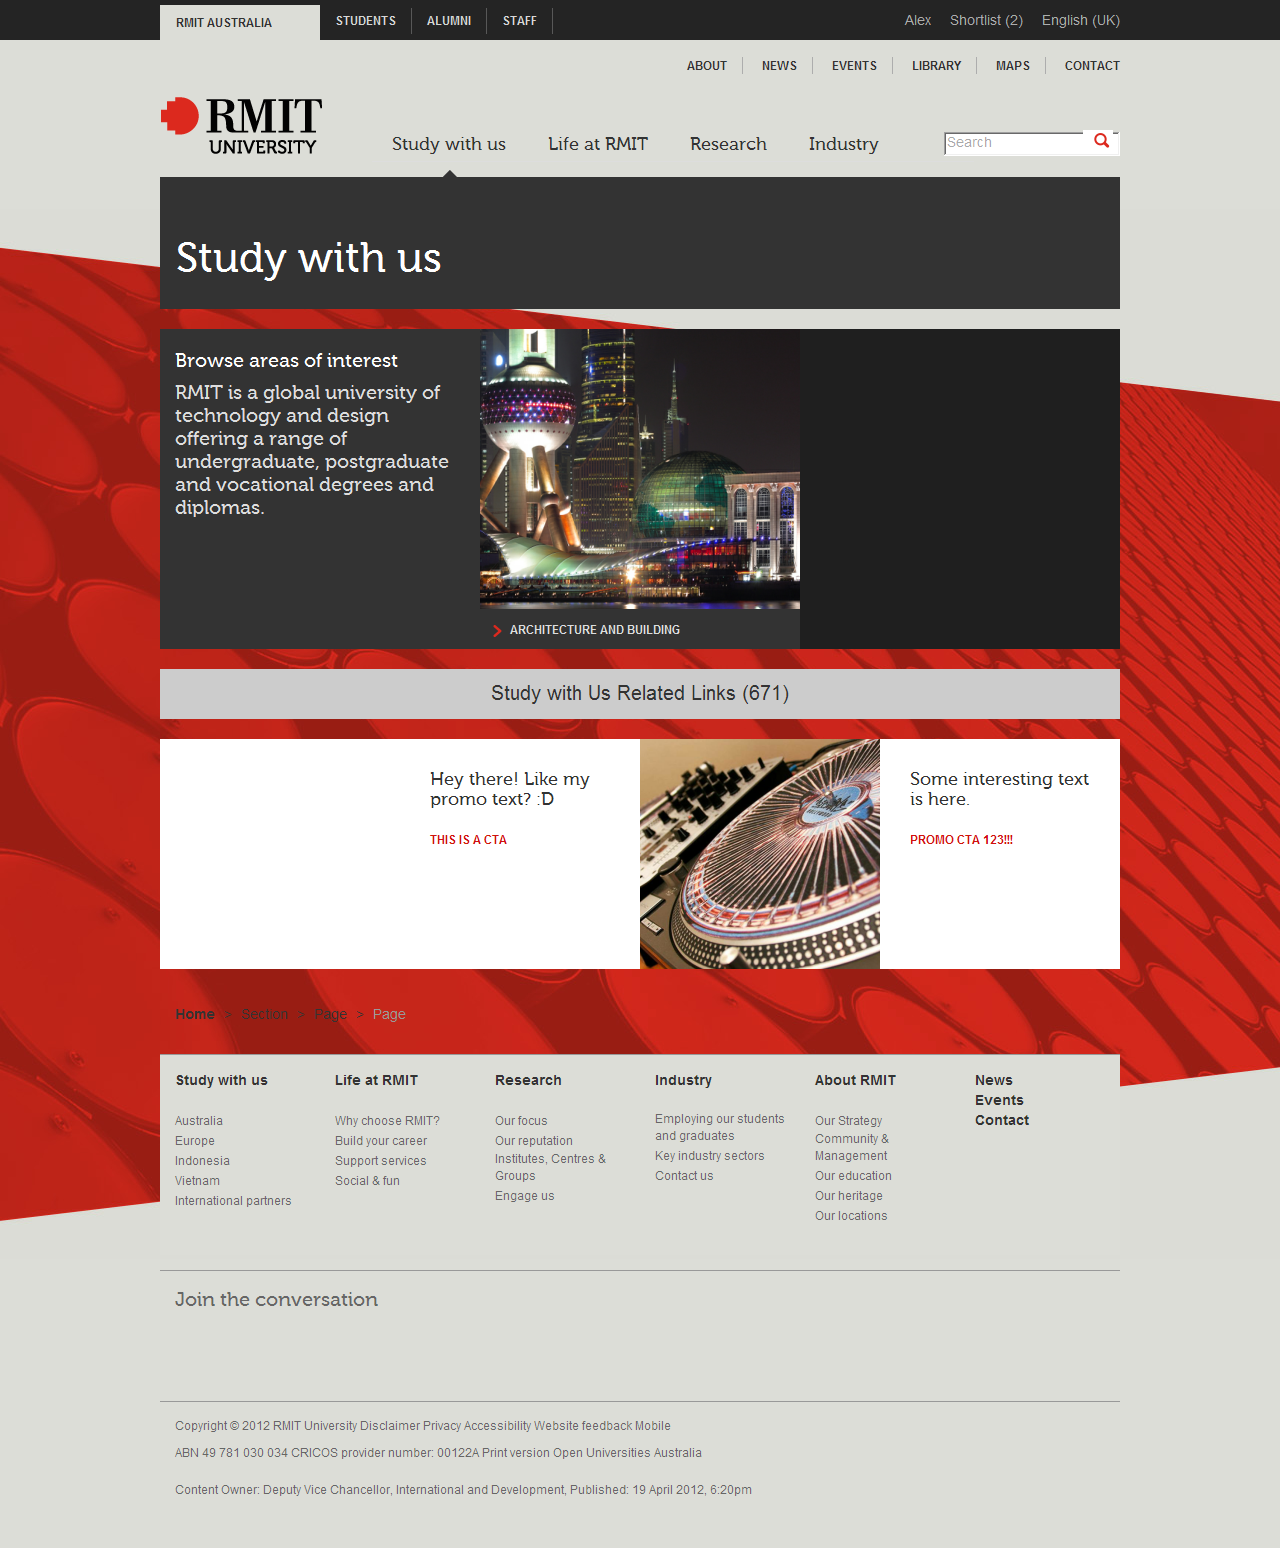 RMIT AUSTRALIA
STUDENTS
ALUMNI
STAFF
Alex
Shortlist (2)
English (UK)
ABOUT
NEWS
EVENTS
LIBRARY
MAPS
CONTACT
RMIT
UNIVERSITY
Study with us
Life at RMIT
Research
Industry
Search
Study with us
Browse areas of interest
RMIT is a global university of
technology and design
offering a range of
undergraduate, postgraduate
and vocational degrees and
diplomas.
ARCHITECTURE AND BUILDING
Study with Us Related Links (671)
Hey there! Like my
promo text? :D
THIS IS A CTA
Some interesting text
is here.
PROMO CTA 123!!!
Home > Section > Page > Page
Study with us
Australia
Europe
Indonesia
Vietnam
International partners
Life at RMIT
Why choose RMIT?
Build your career
Support services
Social & fun
Research
Our focus
Our reputation
Institutes, Centres &
Groups
Engage us
Industry
Employing our students
and graduates
Key industry sectors
Contact us
About RMIT
Our Strategy
Community &
Management
Our education
Our heritage
Our locations
News
Events
Contact
Join the conversation
Copyright © 2012 RMIT University Disclaimer Privacy Accessibility Website feedback Mobile
ABN 49 781 030 034 CRICOS provider number: 00122A Print version Open Universities Australia
Content Owner: Deputy Vice Chancellor, International and Development, Published: 19 April 2012, 6:20pm